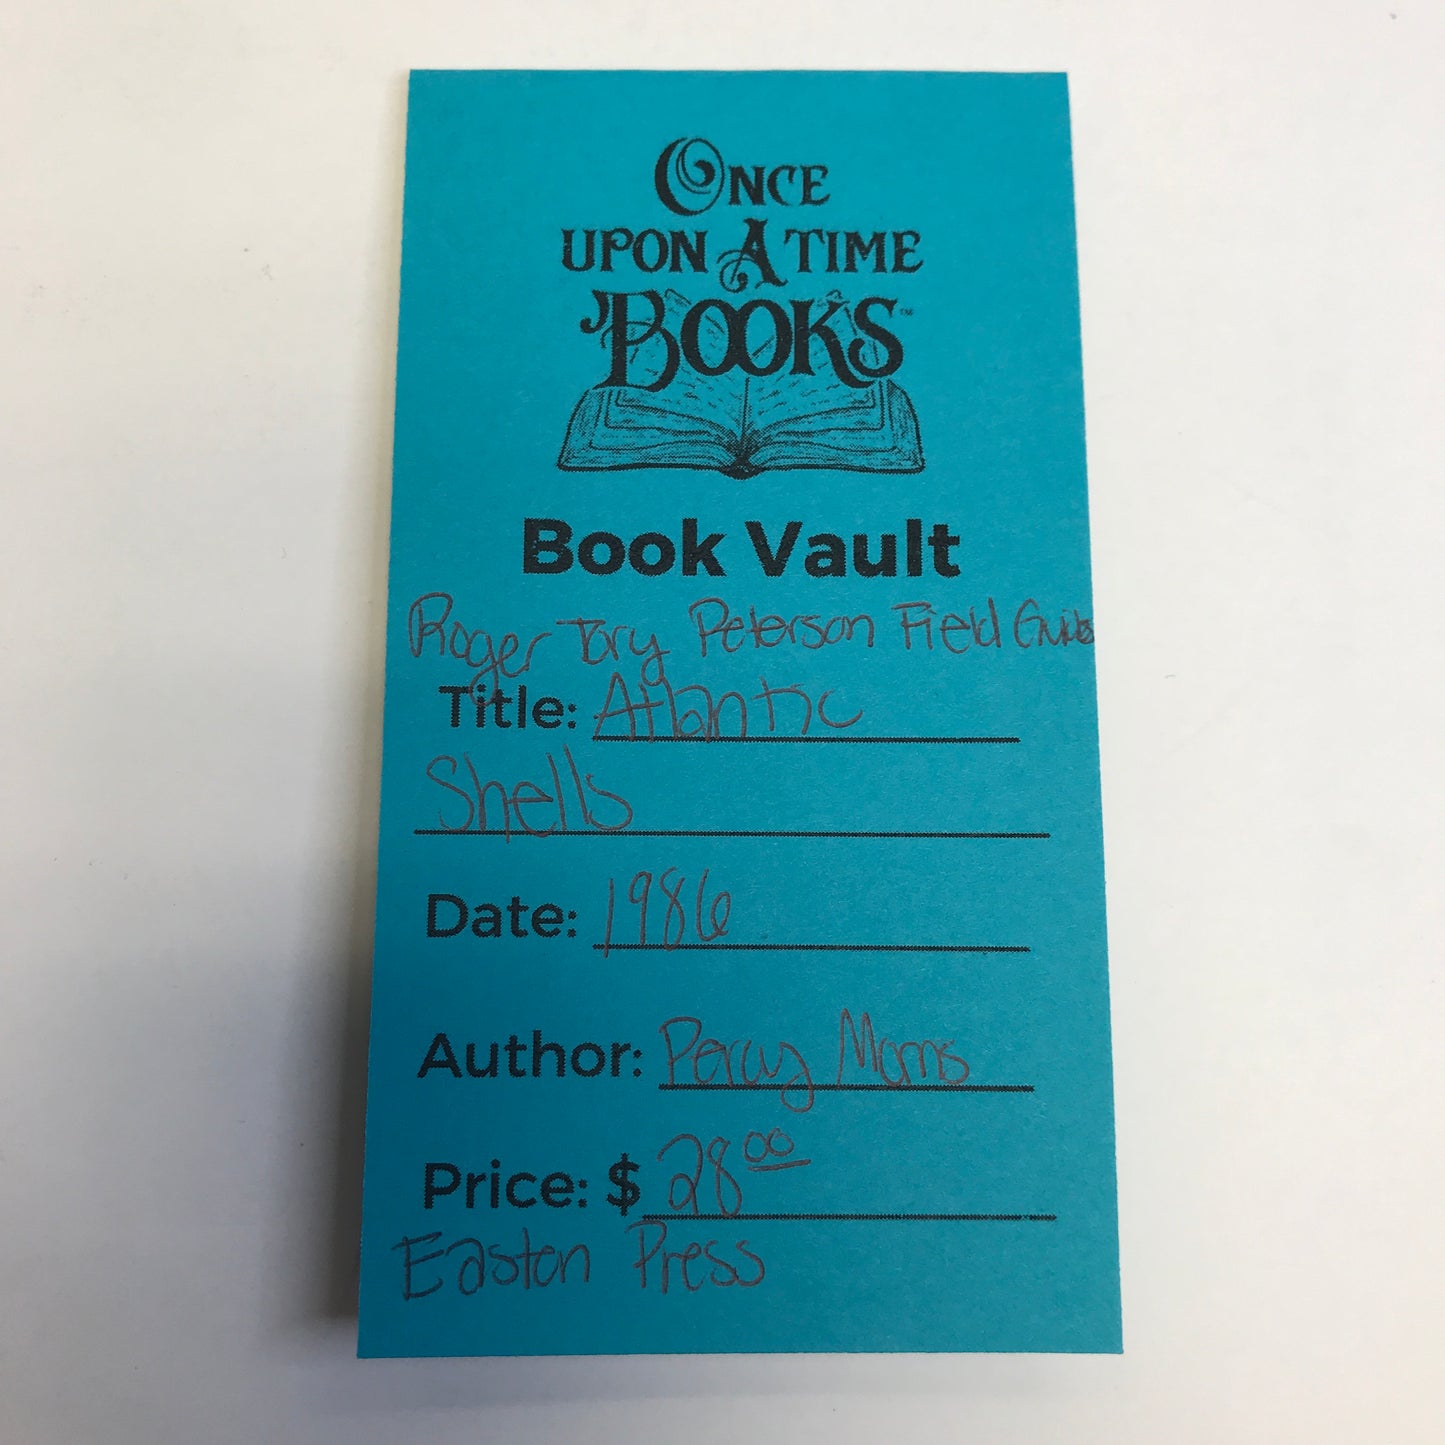 ONCE
UPON A TIME
BOOKS™
Book Vault
Roger Tory Peterson Field Guides
Title: Atlantic
Shells
Date: 1986
Author: Percy Morris
Price: $28.00
Easton Press